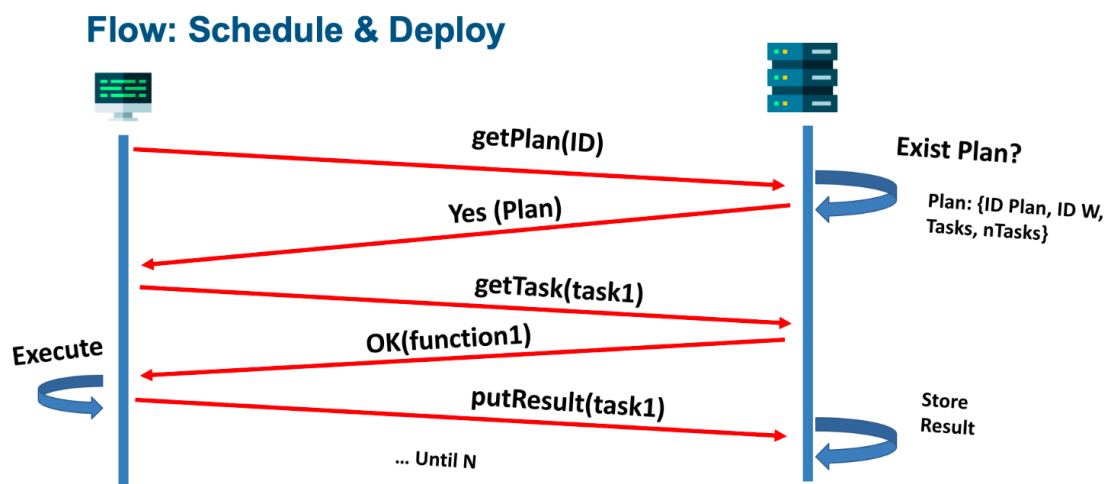 Flow: Schedule & Deploy
getPlan(ID)
Exist Plan?
Yes (Plan)
Plan: {ID Plan, ID W,
Tasks, nTasks}
getTask(task1)
OK(function1)
Execute
putResult(task1)
Store
Result
... Until N